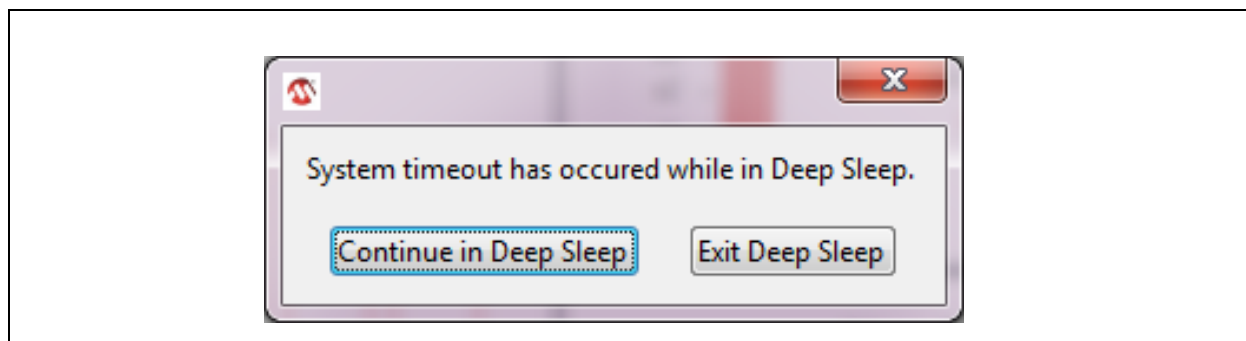 System timeout has occured while in Deep Sleep.
Continue in Deep Sleep
Exit Deep Sleep